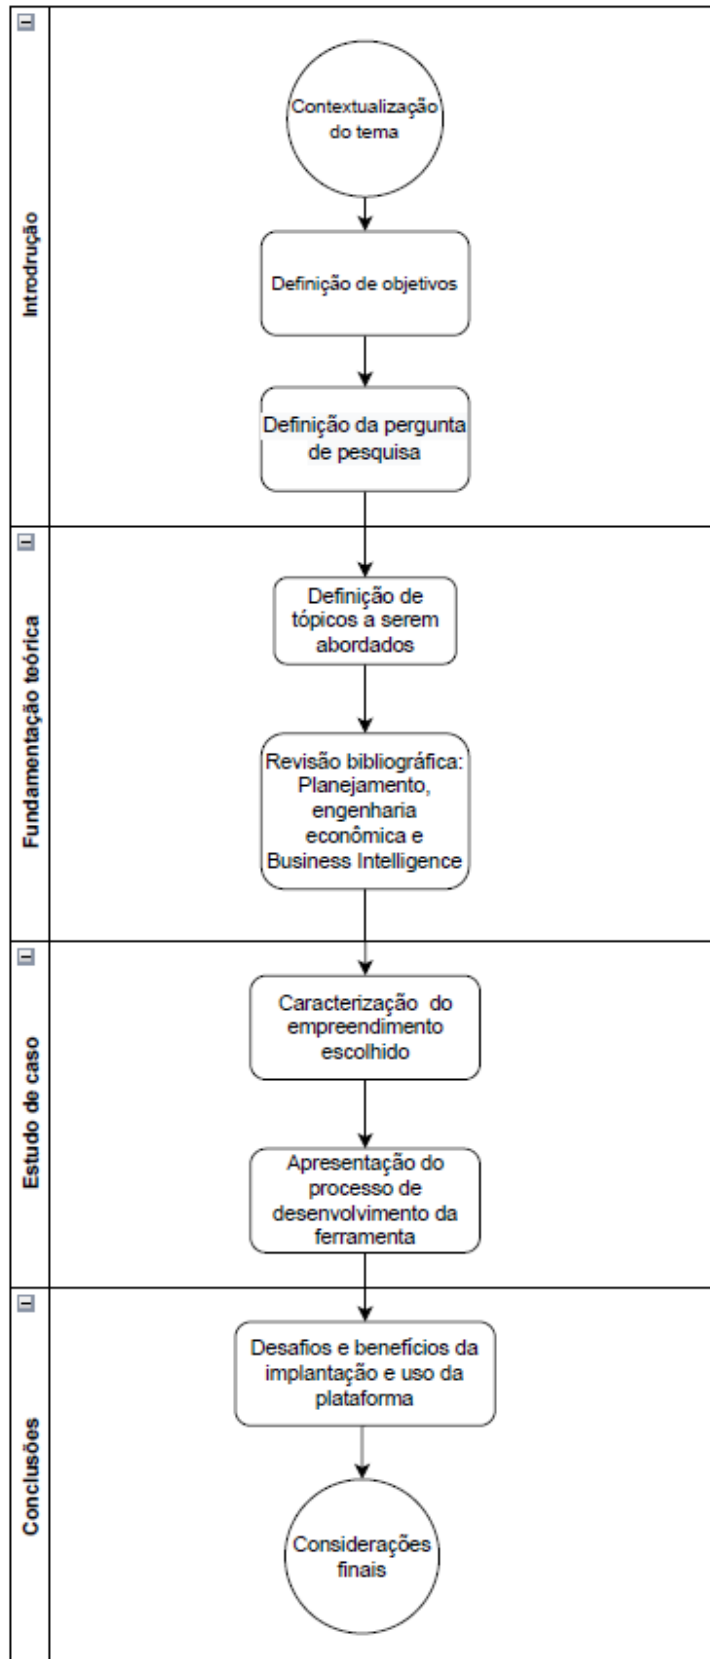 Introdrução
Contextualização
do tema
Definição de objetivos
Definição da pergunta
de pesquisa
Fundamentação teórica
Definição de
tópicos a serem
abordados
Revisão bibliográfica:
Planejamento,
engenharia
econômica e
Business Intelligence
Estudo de caso
Caracterização do
empreendimento
escolhido
Apresentação do
processo de
desenvolvimento da
ferramenta
Conclusões
Desafios e benefícios da
implantação e uso da
plataforma
Considerações
finais